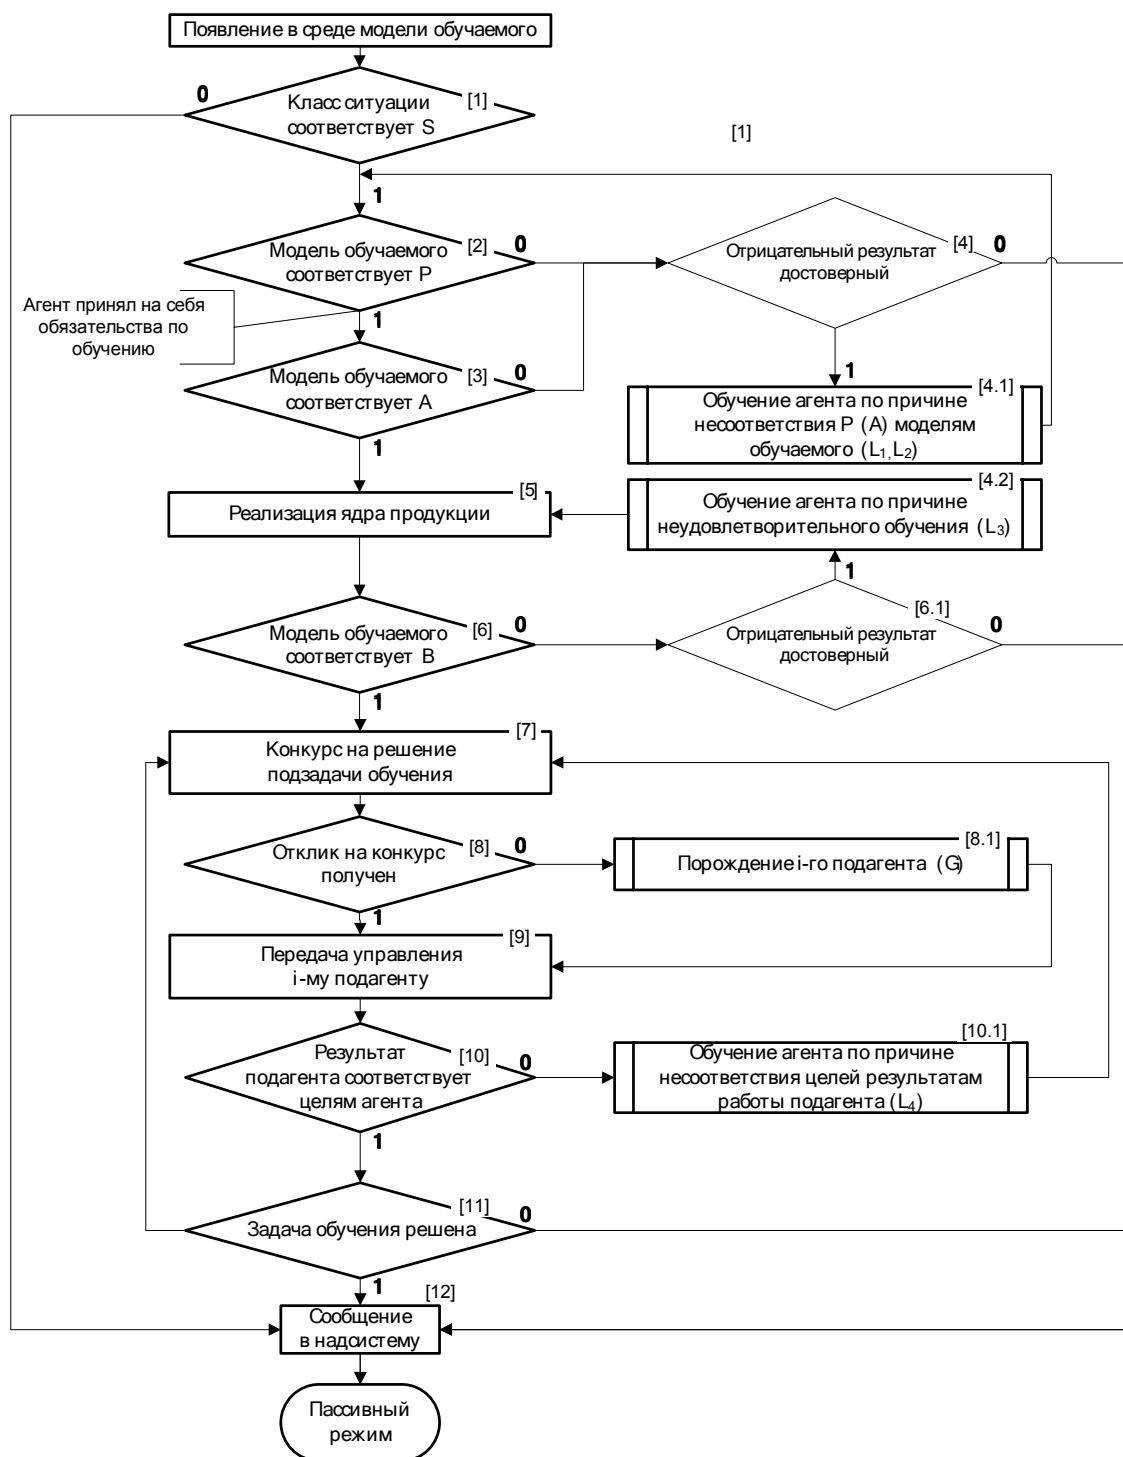 Появление в среде модели обучаемого
0
[1]
Класс ситуации
соответствует S
[1]
1
Модель обучаемого
соответствует P
[2]
0
Отрицательный результат
достоверный
[4]
0
Агент принял на себя
обязательства по
обучению
1
Модель обучаемого
соответствует A
[3]
0
1
[4.1]
Обучение агента по причине
несоответствия P (A) моделям
обучаемого (L1,L2)
1
[5]
Реализация ядра продукции
[4.2]
Обучение агента по причине
неудовлетворительного обучения (L3)
1
[6.1]
Модель обучаемого
соответствует B
[6]
0
Отрицательный результат
достоверный
0
1
[7]
Конкурс на решение
подзадачи обучения
Отклик на конкурс
получен
[8]
0
[8.1]
Порождение i-го подагента (G)
1
[9]
Передача управления
i-му подагенту
Результат
подагента соответствует
целям агента
[10]
0
[10.1]
Обучение агента по причине
несоответствия целей результатам
работы подагента (L4)
1
[11]
Задача обучения решена
0
1
[12]
Сообщение
в надсистему
Пассивный
режим